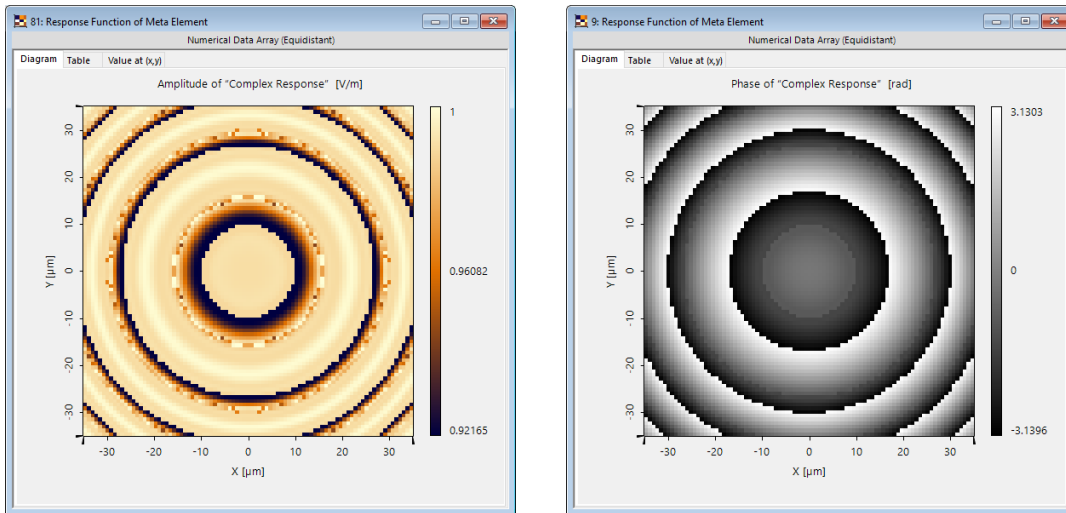 81: Response Function of Meta Element
Numerical Data Array (Equidistant)
Diagram Table Value at (x,y)
Amplitude of "Complex Response" [V/m]
Y [µm]
30
20
10
0
-10
-20
-30
-30 -20 -10 0 10 20 30
X [µm]
1
0.96082
0.92165
9: Response Function of Meta Element
Numerical Data Array (Equidistant)
Diagram Table Value at (x,y)
Phase of "Complex Response" [rad]
Y [µm]
30
20
10
0
-10
-20
-30
-30 -20 -10 0 10 20 30
X [µm]
3.1303
0
-3.1396